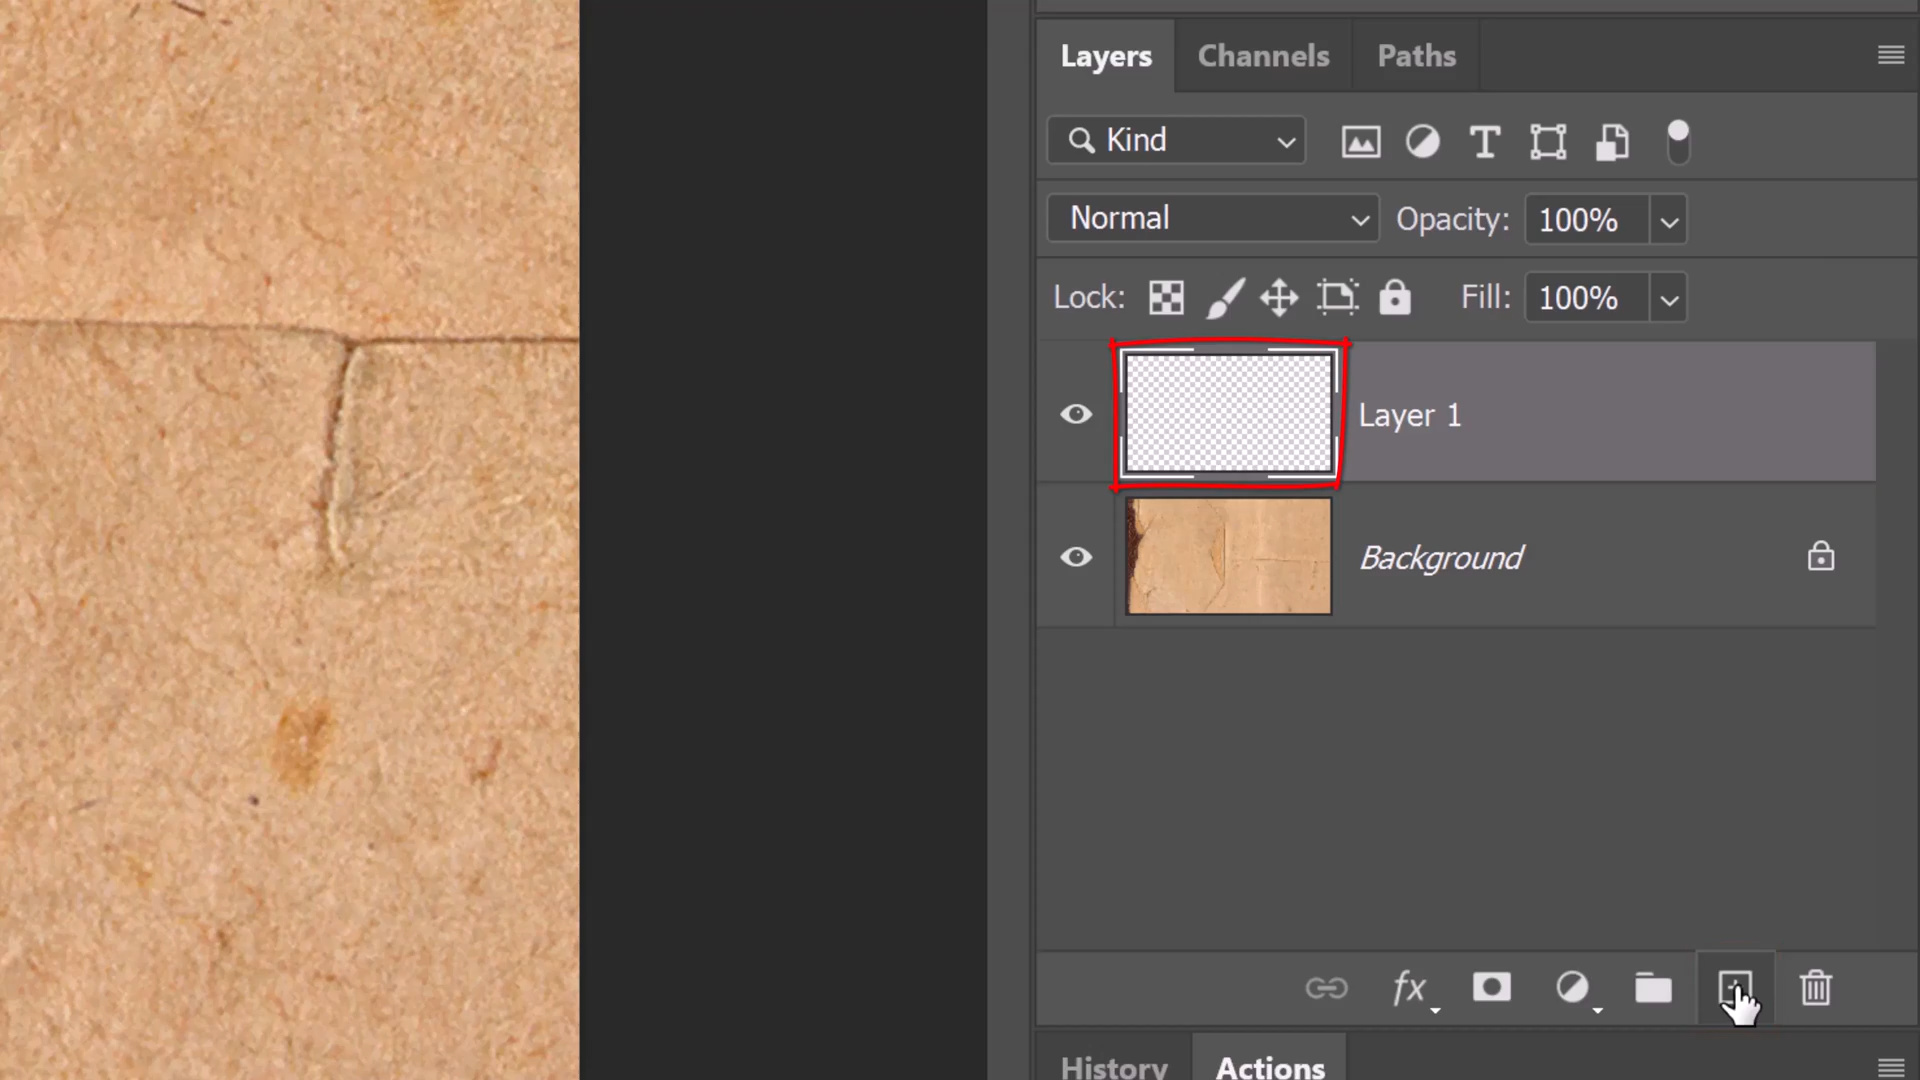 Layers Channels Paths
Kind
Normal Opacity: 100%
Lock: Fill: 100%
Layer 1
Background
fx
History Actions